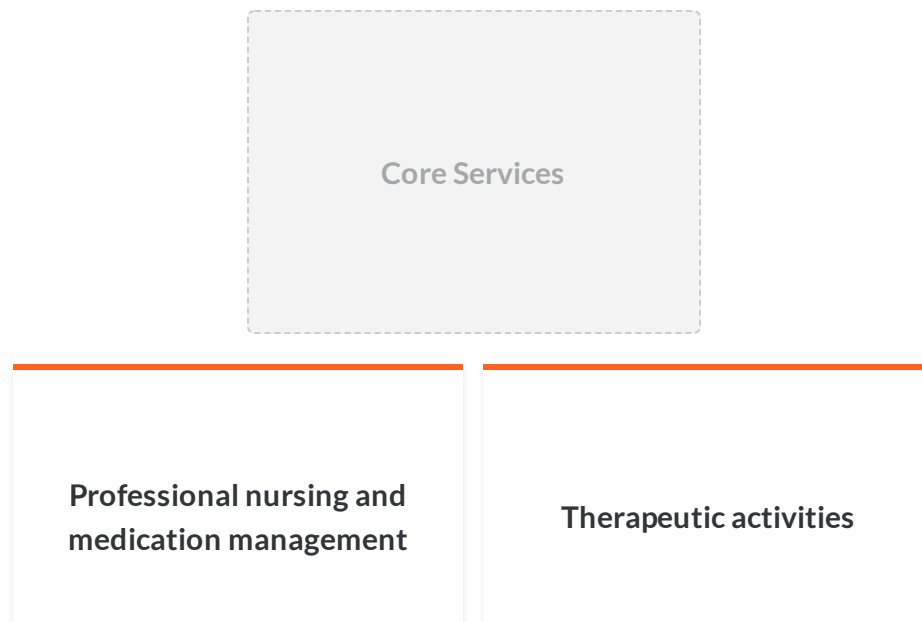 Core Services
Professional nursing and
medication management
Therapeutic activities